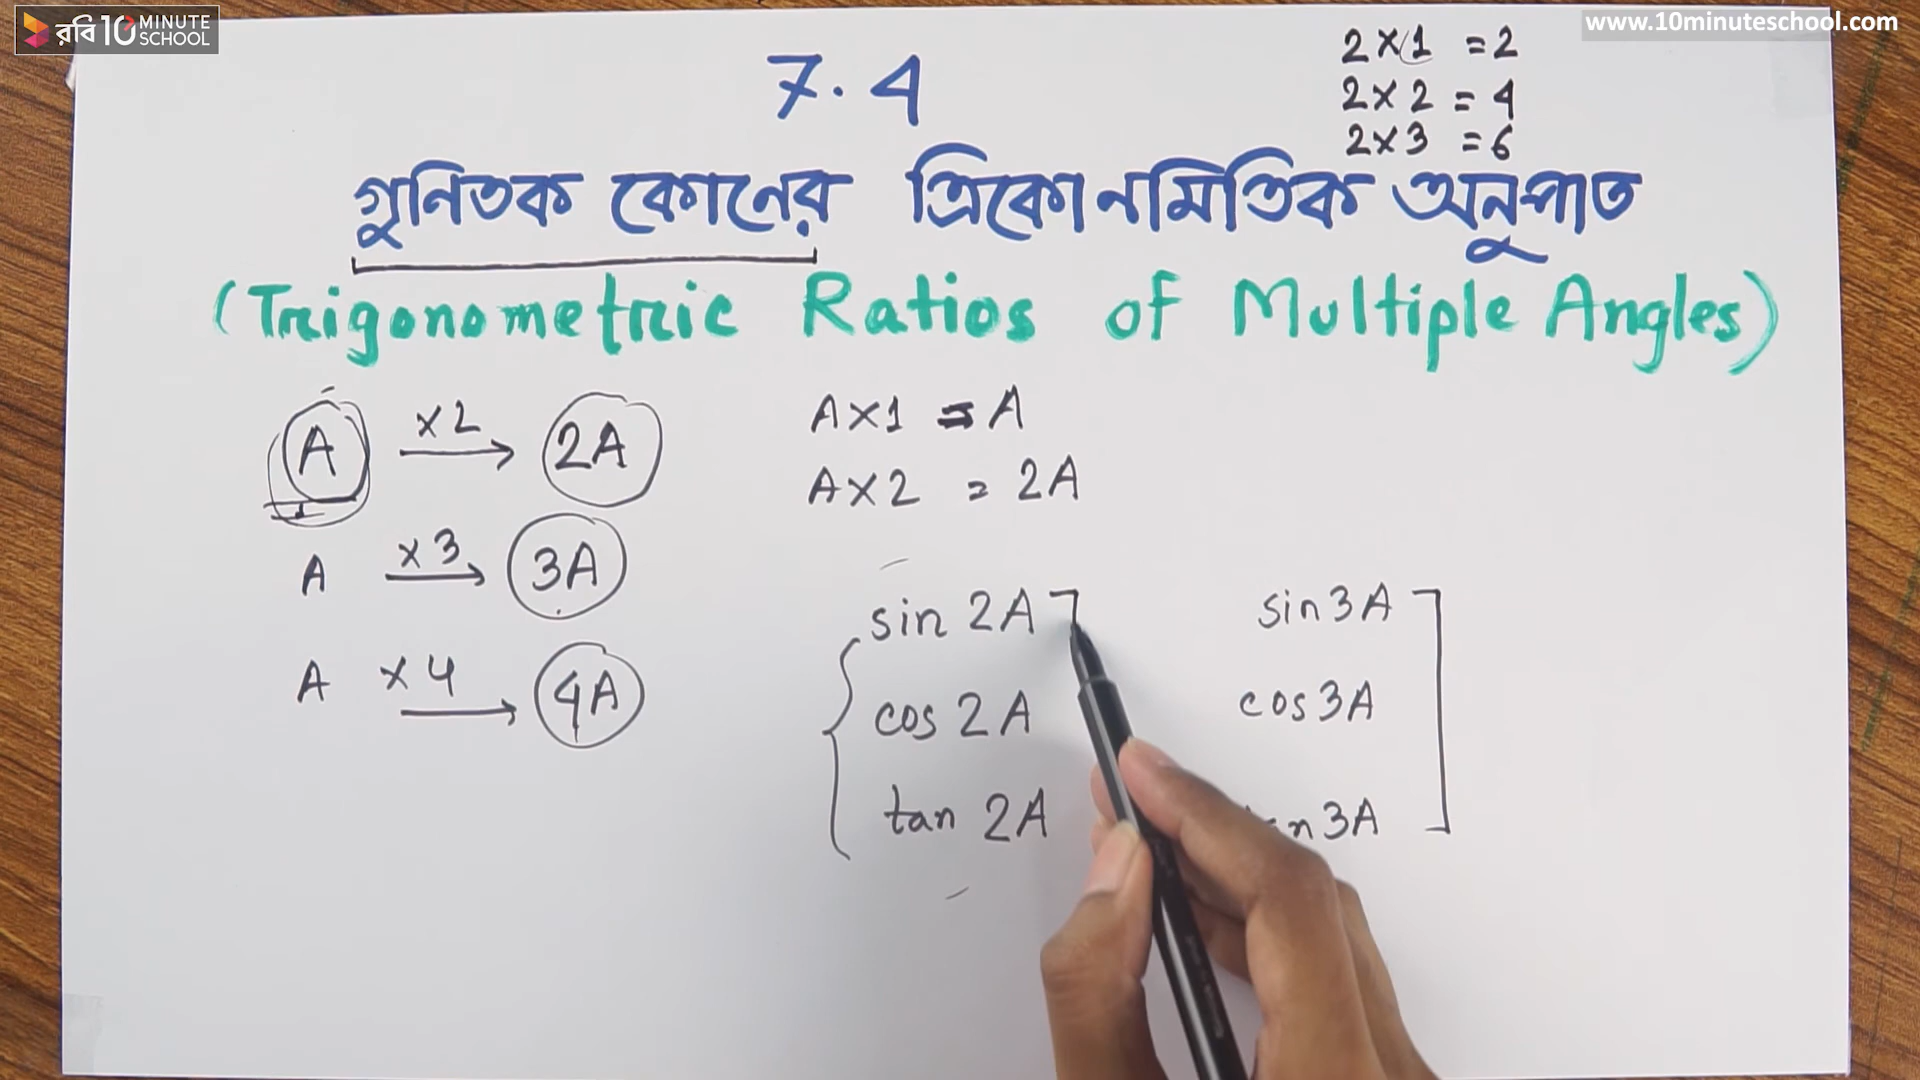 রবি 10 MINUTE SCHOOL
www.10minuteschool.com
2×1 = 2
2×2 = 4
2×3 = 6
7.4
গুনিতক কোনের ত্রিকোনমিতিক অনুপাত
(Trigonometric Ratios of Multiple Angles)
A ×2 → 2A
A ×3 → 3A
A ×4 → 4A
A×1 = A
A×2 = 2A
sin 2A
cos 2A
tan 2A
sin3A
cos3A
n3A